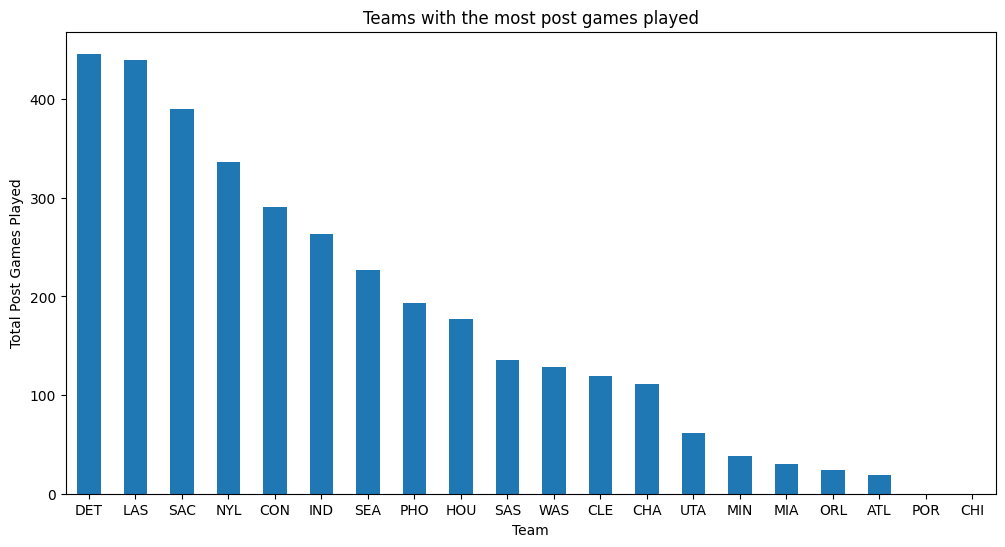 Teams with the most post games played
Total Post Games Played
400
300
200
100
0
DET LAS SAC NYL CON IND SEA PHO HOU SAS WAS CLE CHA UTA MIN MIA ORL ATL POR CHI
Team